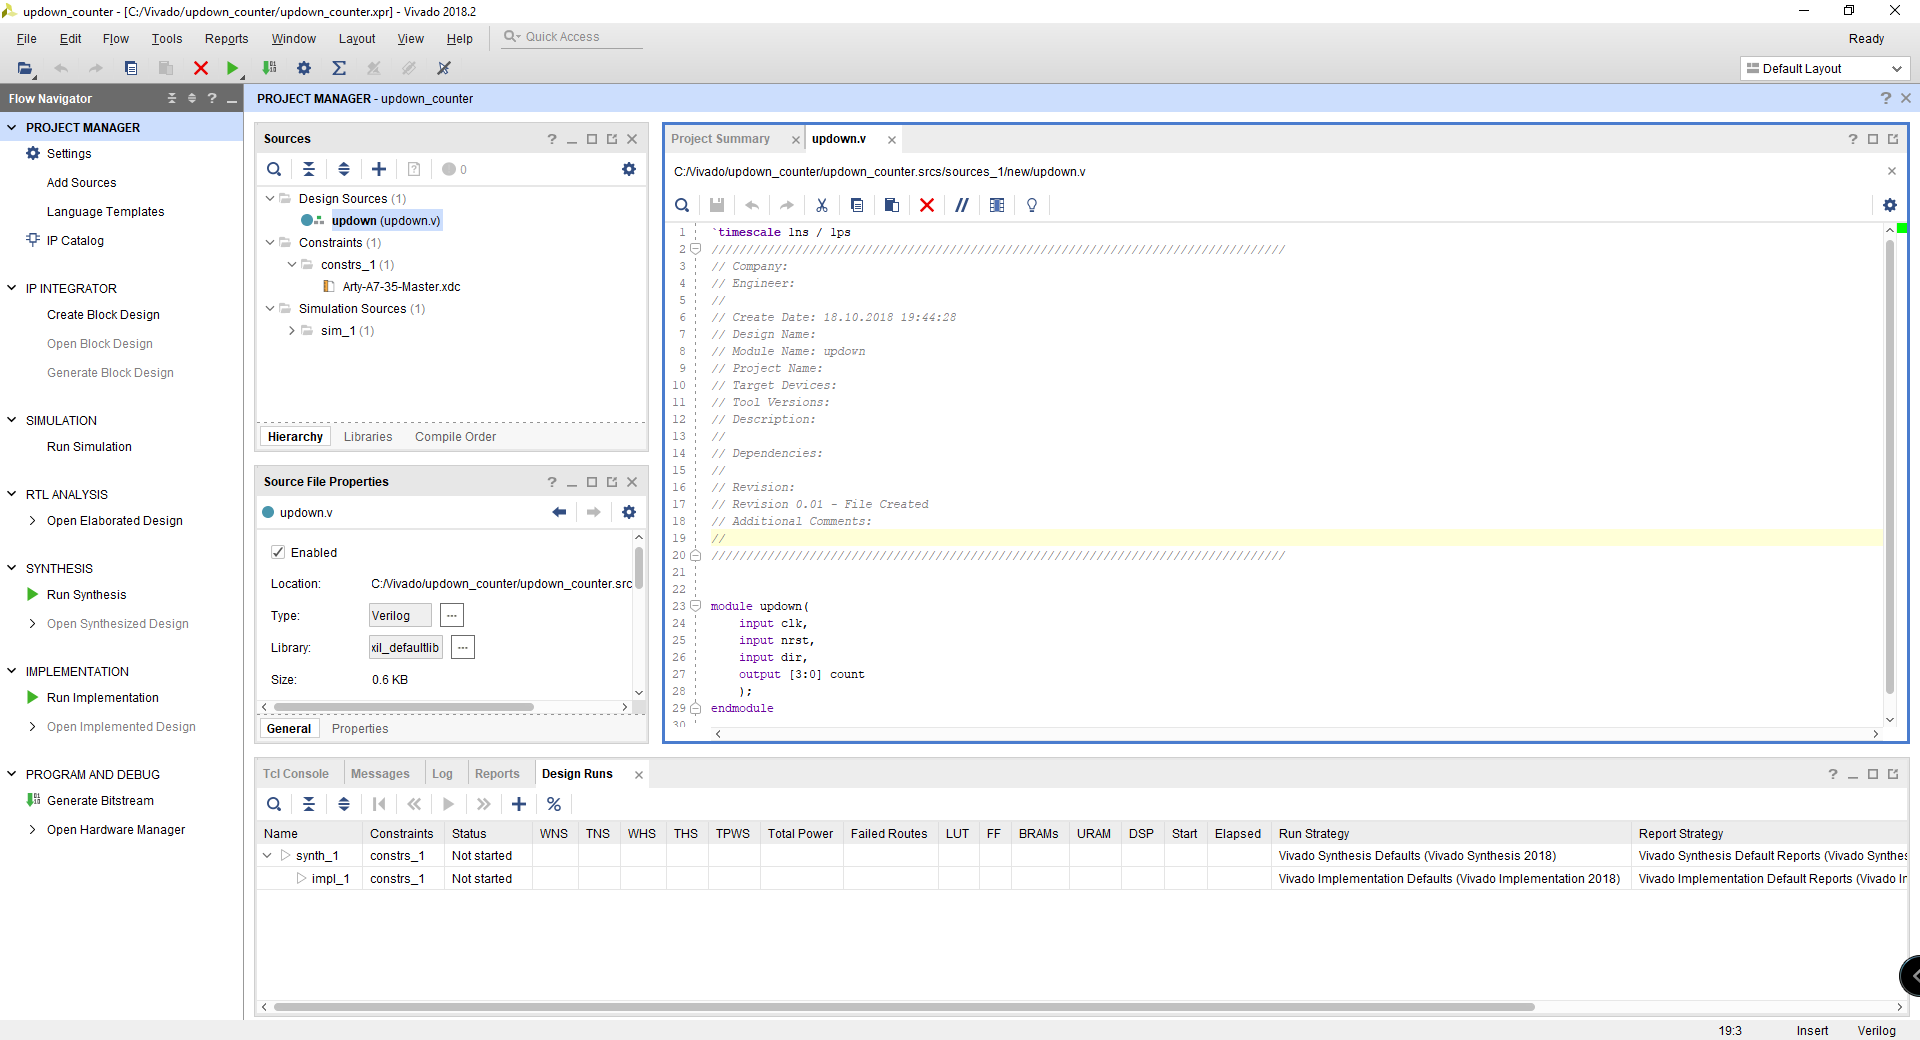 updown_counter - [C:/Vivado/updown_counter/updown_counter.xpr] - Vivado 2018.2
File Edit Flow Tools Reports Window Layout View Help Quick Access Ready
Default Layout
Flow Navigator
PROJECT MANAGER
Settings
Add Sources
Language Templates
IP Catalog
IP INTEGRATOR
Create Block Design
Open Block Design
Generate Block Design
SIMULATION
Run Simulation
RTL ANALYSIS
Open Elaborated Design
SYNTHESIS
Run Synthesis
Open Synthesized Design
IMPLEMENTATION
Run Implementation
Open Implemented Design
PROGRAM AND DEBUG
Generate Bitstream
Open Hardware Manager
PROJECT MANAGER - updown_counter
Sources
0
Design Sources (1)
updown (updown.v)
Constraints (1)
constrs_1 (1)
Arty-A7-35-Master.xdc
Simulation Sources (1)
sim_1 (1)
Hierarchy Libraries Compile Order
Source File Properties
updown.v
Enabled
Location: C:/Vivado/updown_counter/updown_counter.src
Type: Verilog ...
Library: xil_defaultlib ...
Size: 0.6 KB
General Properties
Project Summary updown.v
C:/Vivado/updown_counter/updown_counter.srcs/sources_1/new/updown.v
1 `timescale 1ns / 1ps
2 //////////////////////////////////////////////////////////////////////////////////
3 // Company:
4 // Engineer:
5 //
6 // Create Date: 18.10.2018 19:44:28
7 // Design Name:
8 // Module Name: updown
9 // Project Name:
10 // Target Devices:
11 // Tool Versions:
12 // Description:
13 //
14 // Dependencies:
15 //
16 // Revision:
17 // Revision 0.01 - File Created
18 // Additional Comments:
19 //
20 //////////////////////////////////////////////////////////////////////////////////
21
22
23 module updown(
24 input clk,
25 input nrst,
26 input dir,
27 output [3:0] count
28 );
29 endmodule
30
Tcl Console Messages Log Reports Design Runs
Name Constraints Status WNS TNS WHS THS TPWS Total Power Failed Routes LUT FF BRAMs URAM DSP Start Elapsed Run Strategy Report Strategy
synth_1 constrs_1 Not started Vivado Synthesis Defaults (Vivado Synthesis 2018) Vivado Synthesis Default Reports (Vivado Synthes
impl_1 constrs_1 Not started Vivado Implementation Defaults (Vivado Implementation 2018) Vivado Implementation Default Reports (Vivado Ir
19:3 Insert Verilog